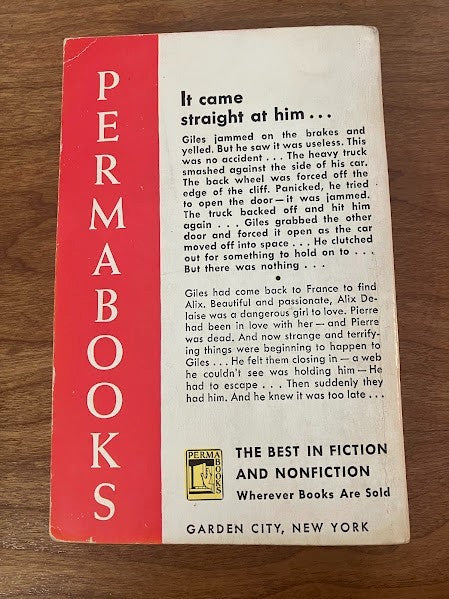 PERMABOOKS
It came
straight at him...
Giles jammed on the brakes and
yelled. But he saw it was useless. This
was no accident . . . The heavy truck
smashed against the side of his car.
The back wheel was forced off the
edge of the cliff. Panicked, he tried
to open the door—it was jammed.
The truck backed off and hit him
again . . . Giles grabbed the other
door and forced it open as the car
moved off into space . . . He clutched
out for something to hold on to . . .
But there was nothing . . .
•
Giles had come back to France to find
Alix. Beautiful and passionate, Alix De-
laise was a dangerous girl to love. Pierre
had been in love with her—and Pierre
was dead. And now strange and terrify-
ing things were beginning to happen to
Giles . . . He felt them closing in—a web
he couldn't see was holding him—He
had to escape . . . Then suddenly they
had him. And he knew it was too late . . .
PERMA
BOOKS
THE BEST IN FICTION
AND NONFICTION
Wherever Books Are Sold
GARDEN CITY, NEW YORK